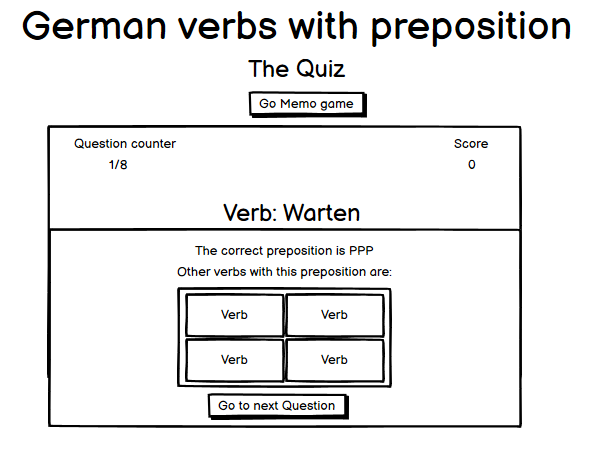 German verbs with preposition
The Quiz
Go Memo game
Question counter
Score
1/8
0
Verb: Warten
The correct preposition is PPP
Other verbs with this preposition are:
Verb
Verb
Verb
Verb
Go to next Question